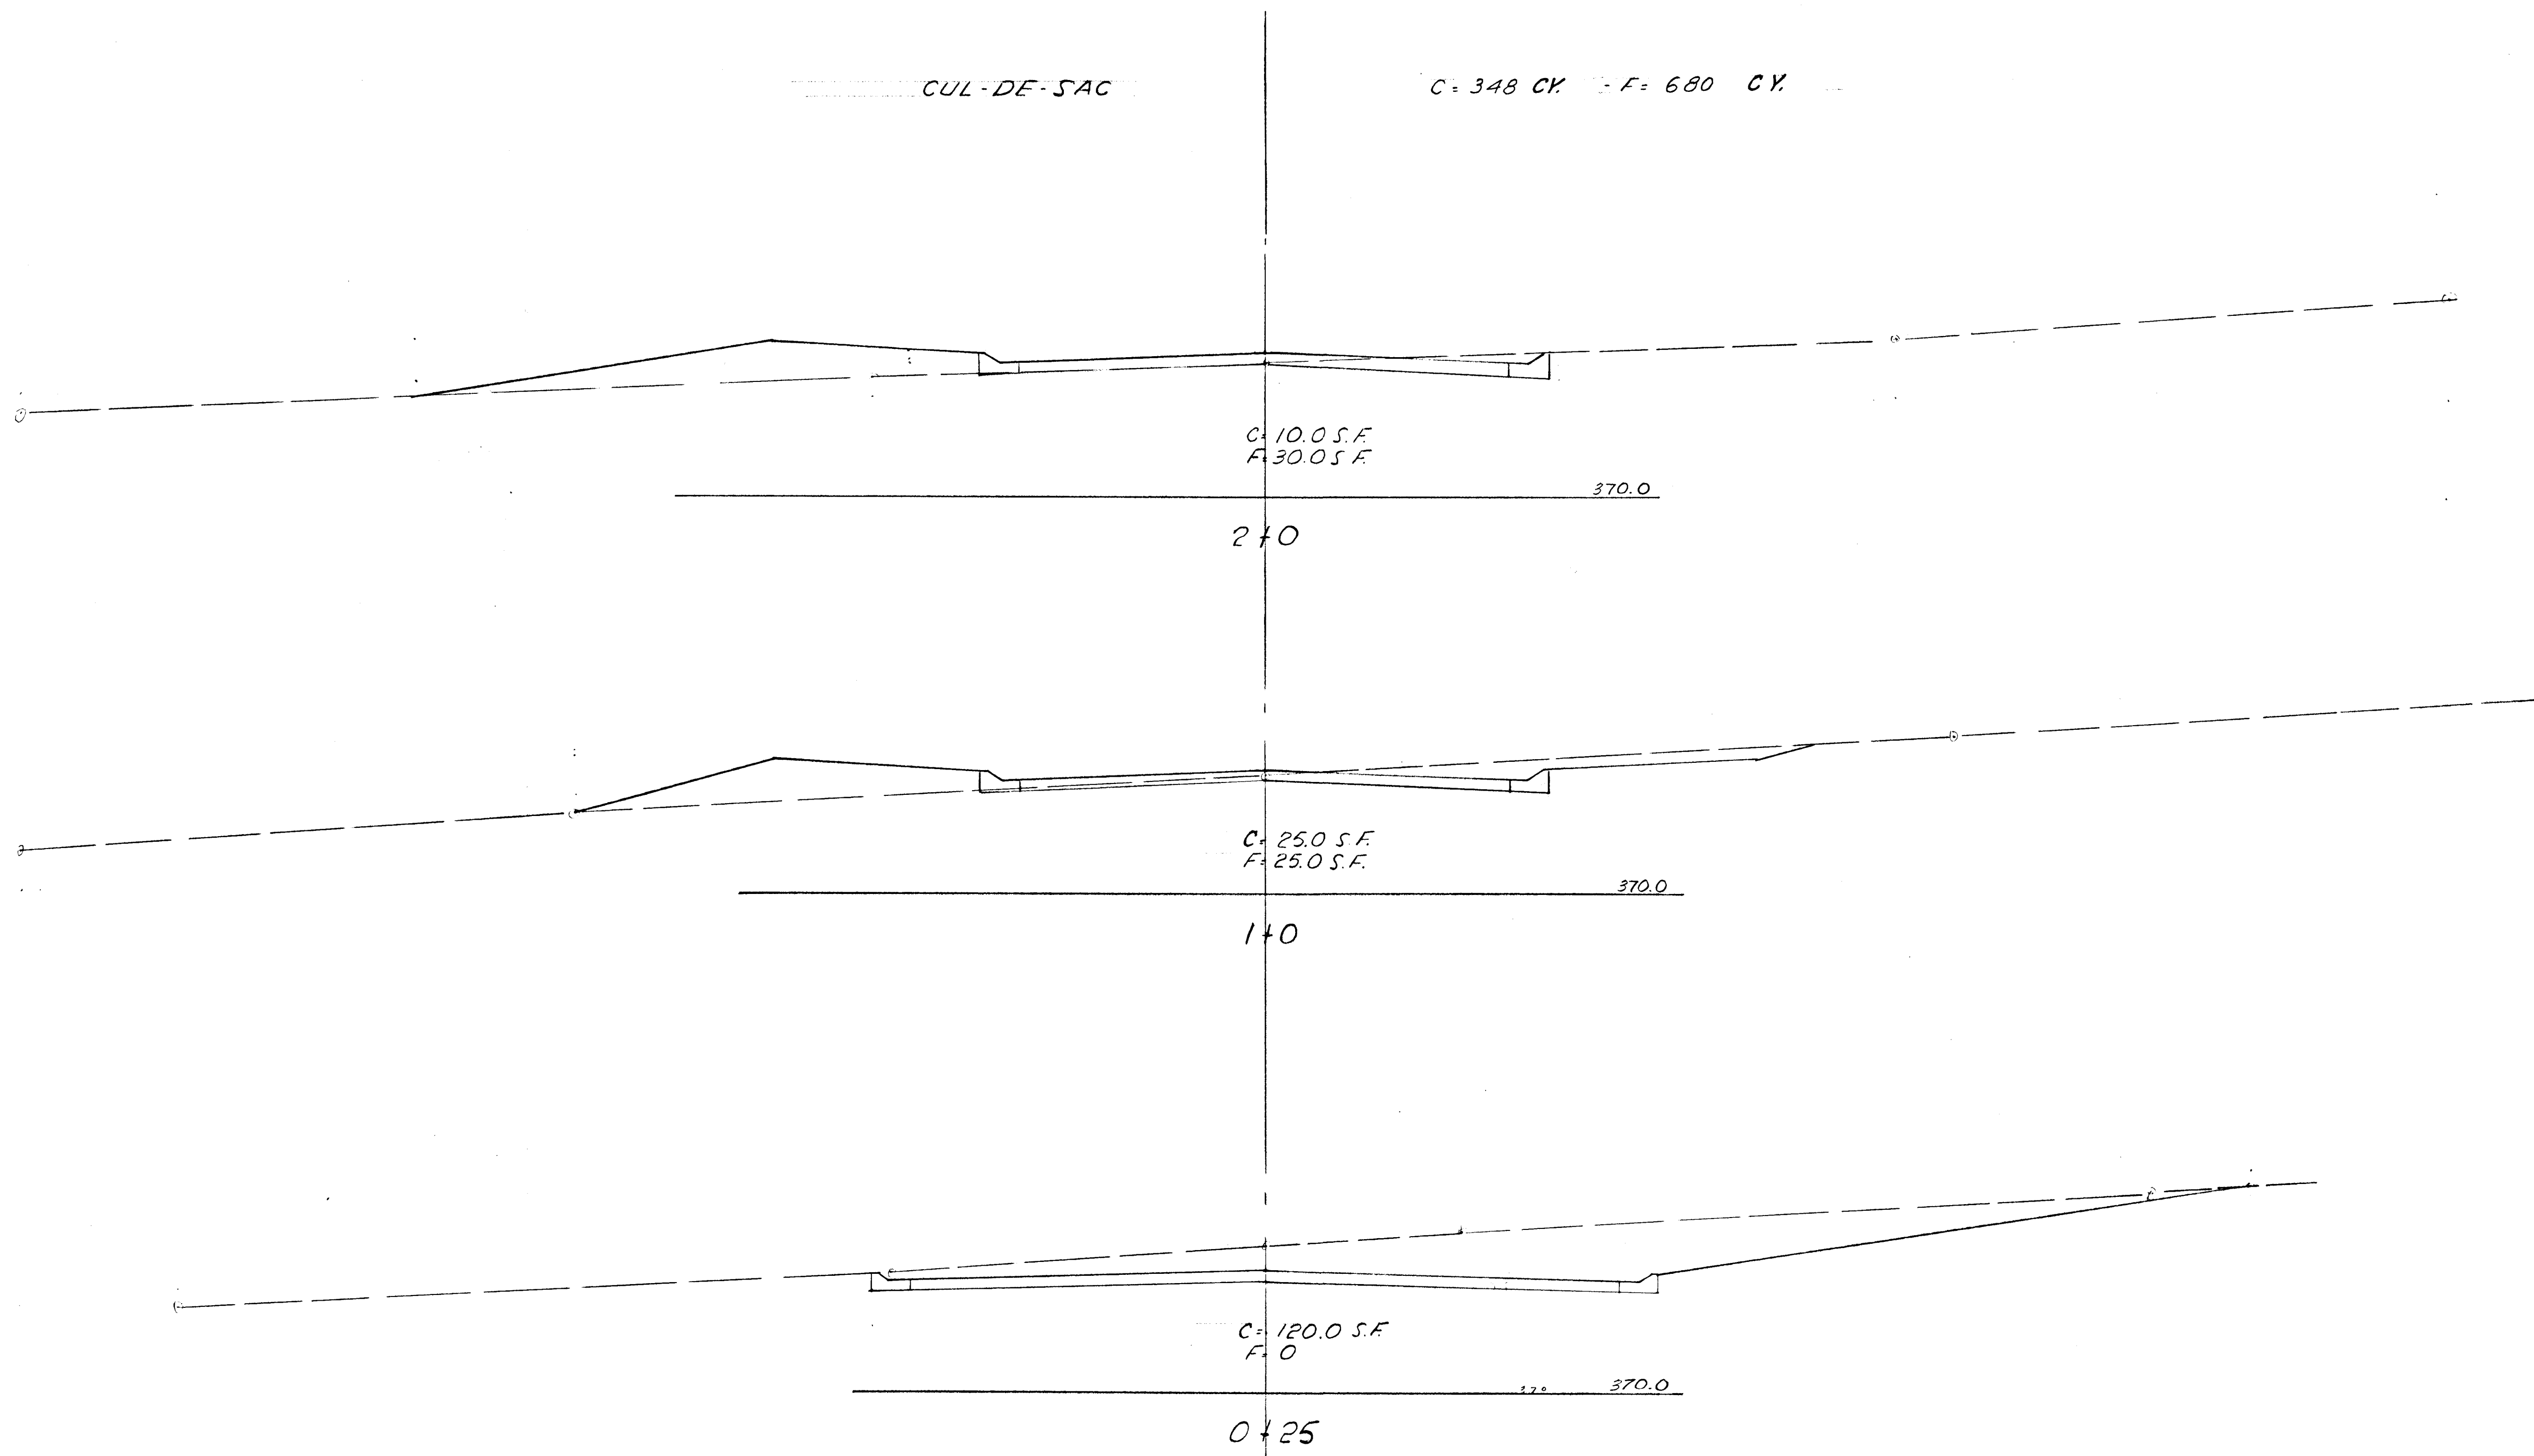 CUL-DE-SAC
C= 348 CY. - F= 680 CY.
C= 10.0 S.F.
F= 30.0 S.F.
370.0
2+0
C= 25.0 S.F.
F= 25.0 S.F.
370.0
1+0
C= 120.0 S.F.
F= 0
370 370.0
0+25